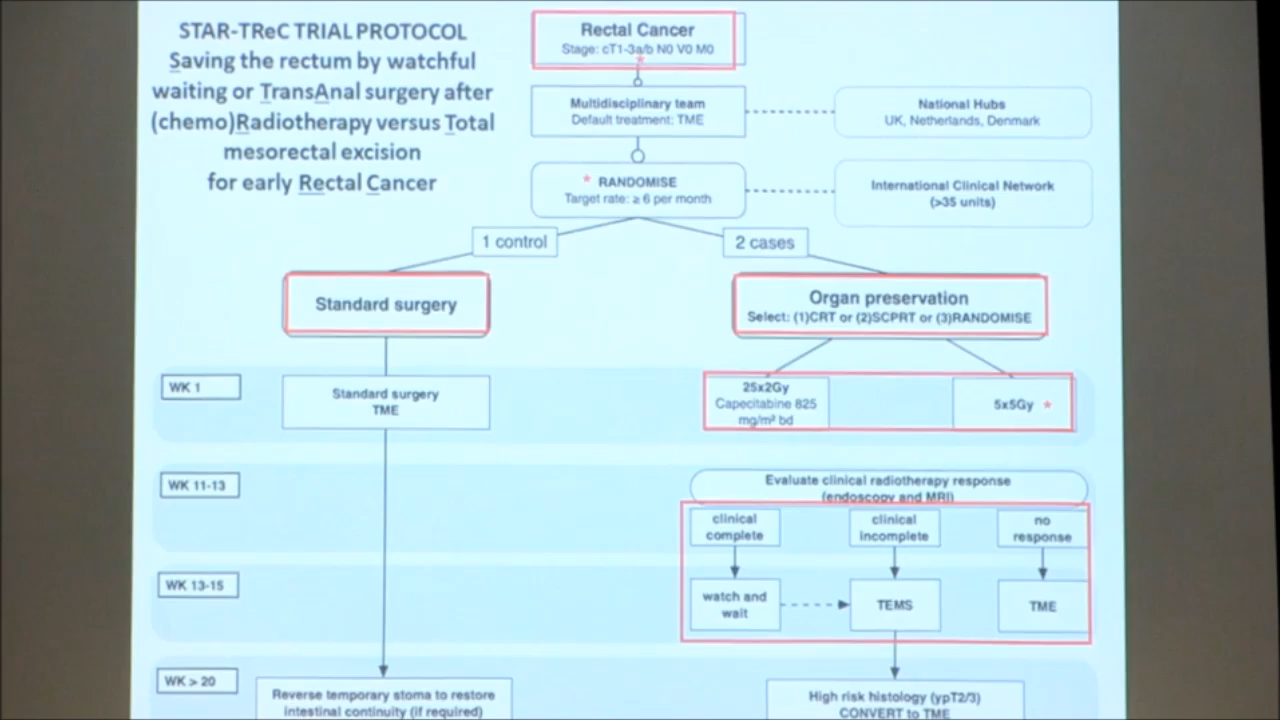 STAR-TReC TRIAL PROTOCOL
Saving the rectum by watchful
waiting or TransAnal surgery after
(chemo)Radiotherapy versus Total
mesorectal excision
for early Rectal Cancer
Rectal Cancer
Stage: cT1-3a/b N0 V0 M0
*
Multidisciplinary team
Default treatment: TME
National Hubs
UK, Netherlands, Denmark
* RANDOMISE
Target rate: ≥ 6 per month
International Clinical Network
(>35 units)
1 control
2 cases
Standard surgery
Organ preservation
Select: (1)CRT or (2)SCPRT or (3)RANDOMISE
WK 1
Standard surgery
TME
25x2Gy
Capecitabine 825
mg/m² bd
5x5Gy *
WK 11-13
Evaluate clinical radiotherapy response
(endoscopy and MRI)
clinical
complete
clinical
incomplete
no
response
WK 13-15
watch and
wait
TEMS
TME
WK > 20
Reverse temporary stoma to restore
intestinal continuity (if required)
High risk histology (ypT2/3)
CONVERT to TME